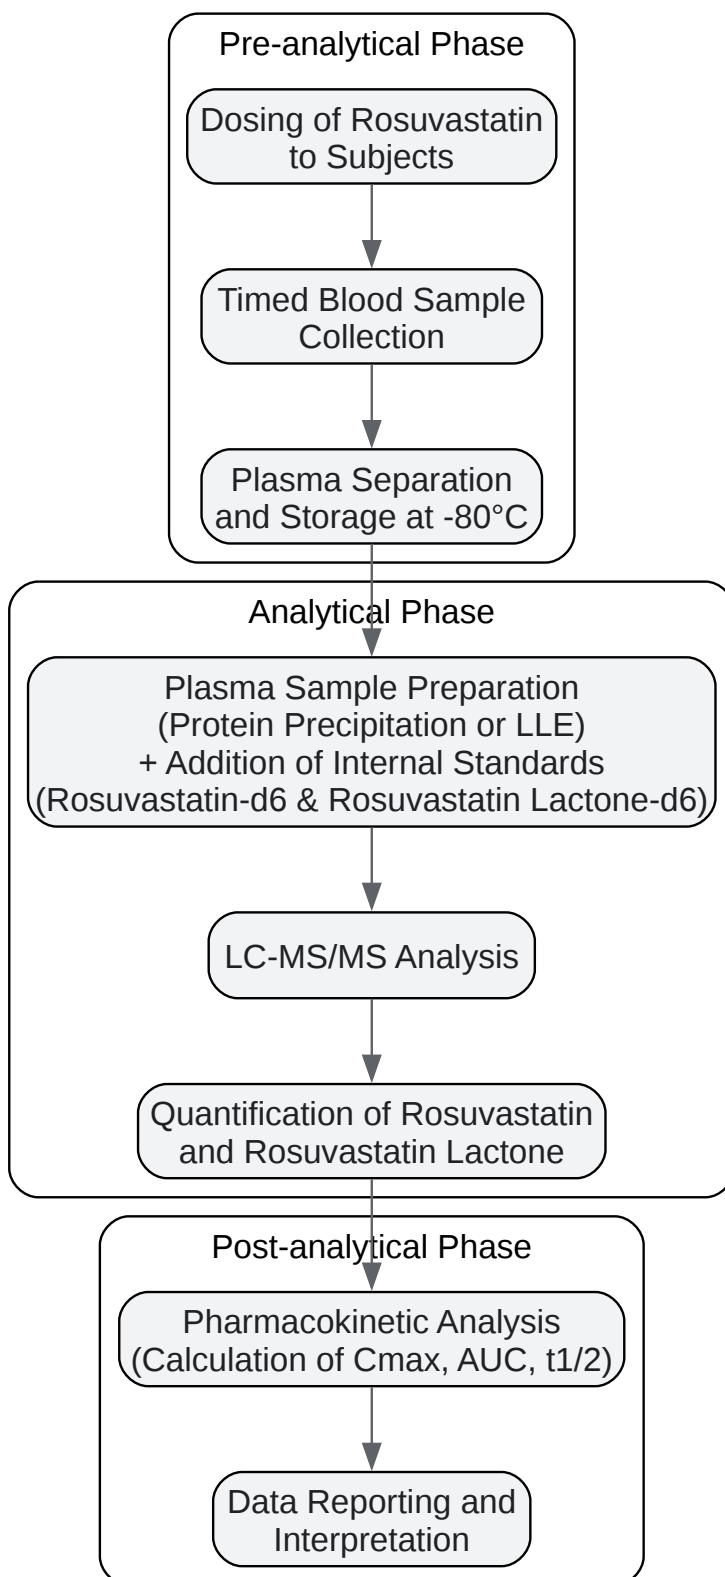 Pre-analytical Phase
Dosing of Rosuvastatin
to Subjects
Timed Blood Sample
Collection
Plasma Separation
and Storage at -80°C
Analytical Phase
Plasma Sample Preparation
(Protein Precipitation or LLE)
+ Addition of Internal Standards
(Rosuvastatin-d6 & Rosuvastatin Lactone-d6)
LC-MS/MS Analysis
Quantification of Rosuvastatin
and Rosuvastatin Lactone
Post-analytical Phase
Pharmacokinetic Analysis
(Calculation of Cmax, AUC, t1/2)
Data Reporting and
Interpretation